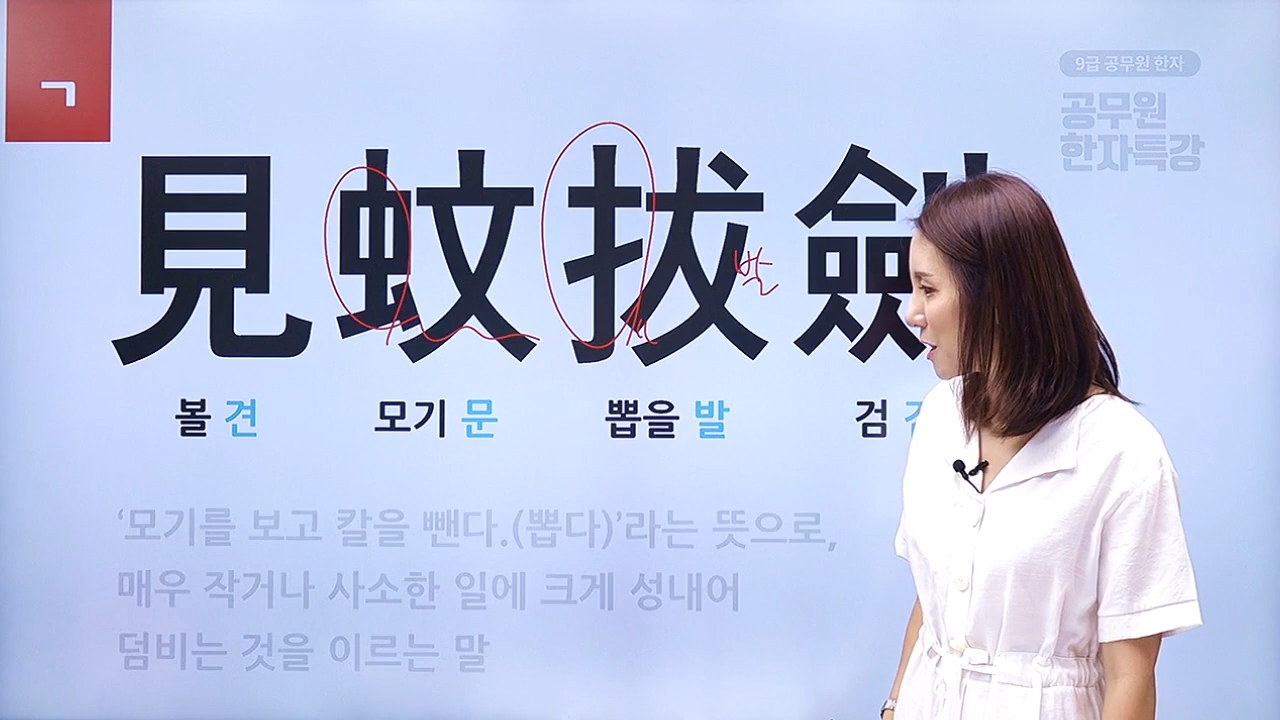 ㄱ
9급 공무원 한자
공무원
한자특강
見蚊拔劍
발
볼 견 모기 문 뽑을 발 검
‘모기를 보고 칼을 뺀다.(뽑다)’라는 뜻으로,
매우 작거나 사소한 일에 크게 성내어
덤비는 것을 이르는 말